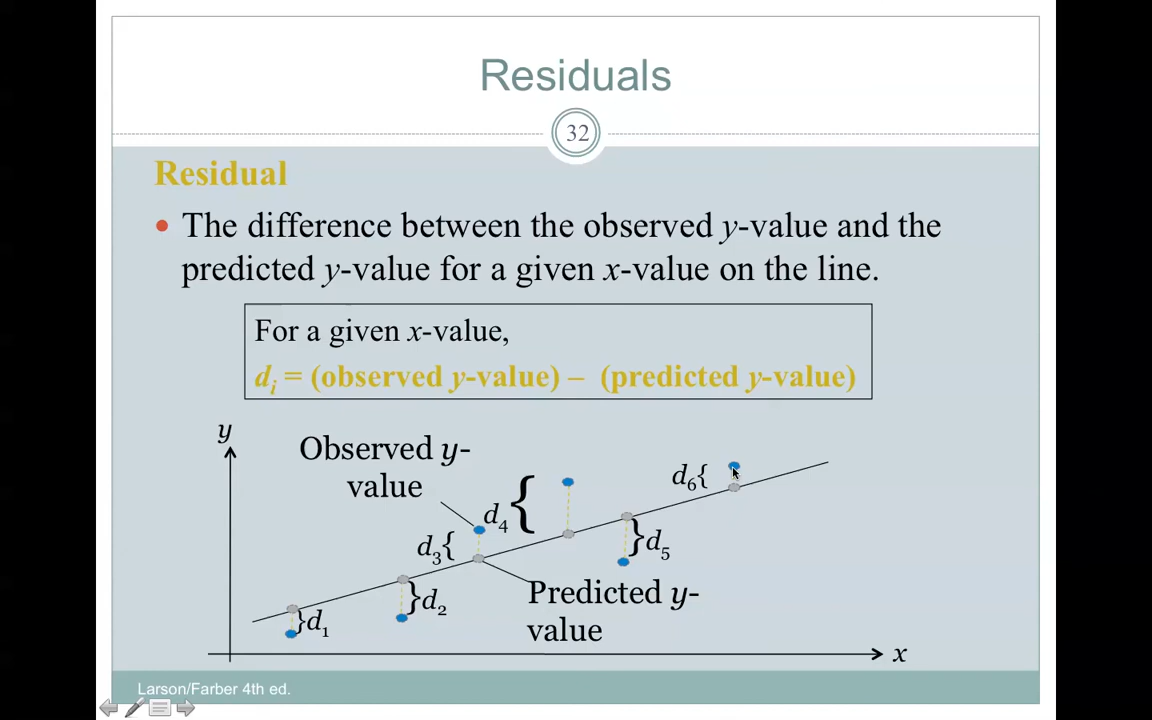 Residuals
32
Residual
• The difference between the observed y-value and the
predicted y-value for a given x-value on the line.
For a given x-value,
dᵢ = (observed y-value) – (predicted y-value)
y
Observed y-
value
d₄{
d₆{
d₃{
}d₅
}d₂
Predicted y-
value
}d₁
x
Larson/Farber 4th ed.